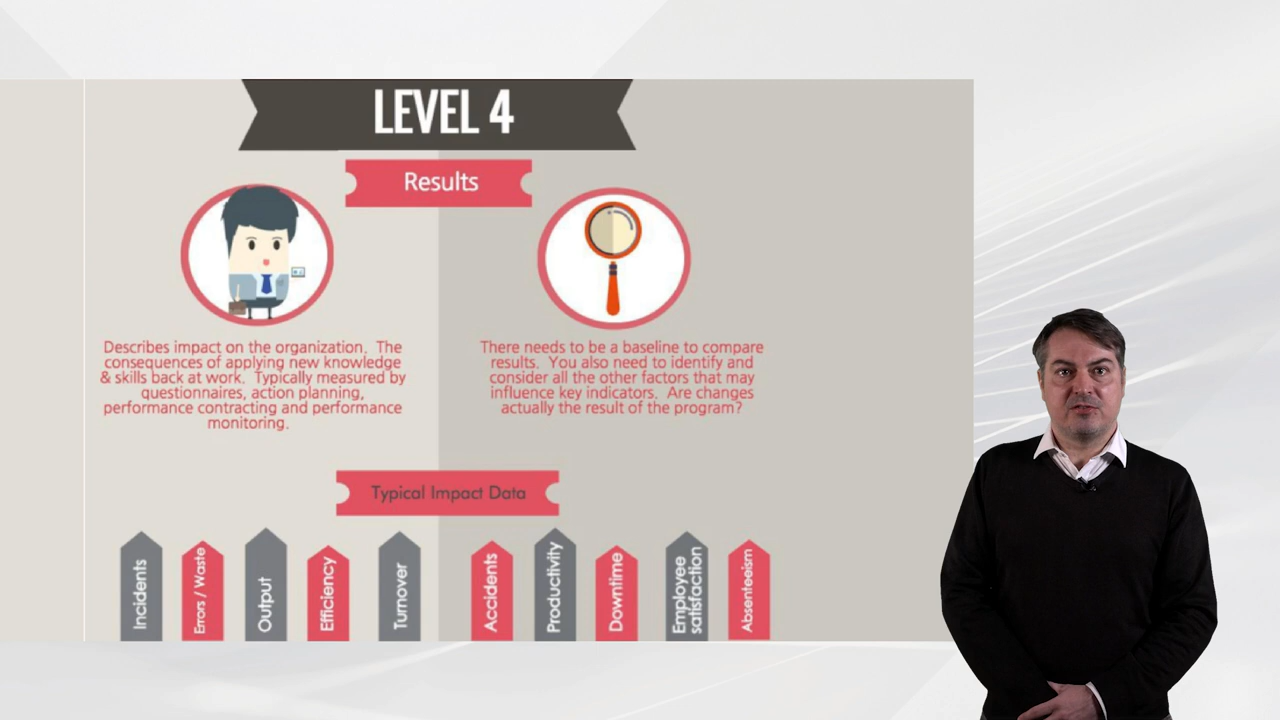 LEVEL 4
Results
Describes impact on the organization. The
consequences of applying new knowledge
& skills back at work. Typically measured by
questionnaires, action planning,
performance contracting and performance
monitoring.
There needs to be a baseline to compare
results. You also need to identify and
consider all the other factors that may
influence key indicators. Are changes
actually the result of the program?
Typical Impact Data
Incidents
Errors / Waste
Output
Efficiency
Turnover
Accidents
Productivity
Downtime
Employee
satisfaction
Absenteeism